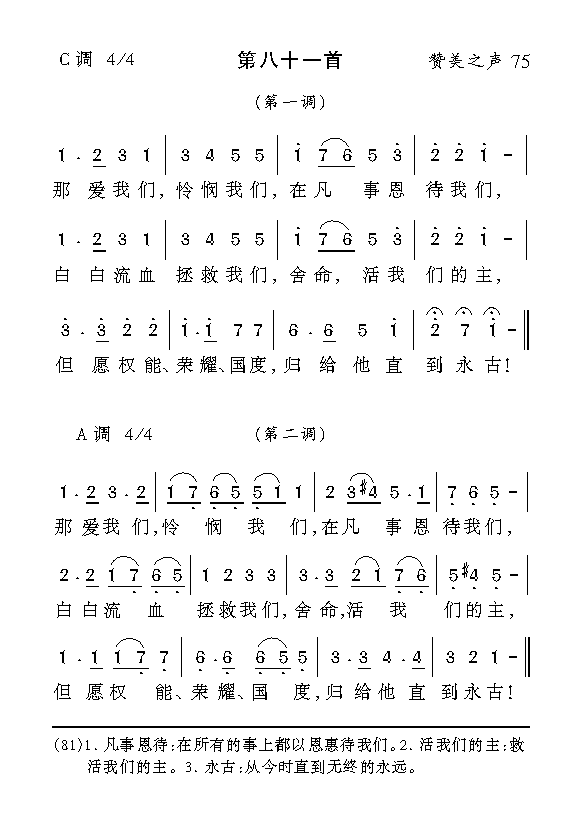 C调 4/4 第八十一首 赞美之声 75
(第一调)
1 . 2 3 1 | 3 4 5 5 | 1 7 6 5 3 | 2 2 1 - |
那 爱我们, 怜悯我们, 在凡 事恩 待我们,
1 . 2 3 1 | 3 4 5 5 | 1 7 6 5 3 | 2 2 1 - |
白 白流血 拯救我们, 舍命, 活我 们的主,
3 . 3 2 2 | 1 . 1 7 7 | 6 . 6 5 1 | 2 7 1 - ‖
但 愿权能、荣耀、国度, 归给他直 到永古!
A调 4/4 (第二调)
1 . 2 3 . 2 | 1 7 6 5 5 1 1 | 2 3 #4 5 . 1 | 7 6 5 - |
那 爱我们, 怜 悯 我 们, 在凡 事恩 待我们,
2 . 2 1 7 6 5 | 1 2 3 3 | 3 . 3 2 1 7 6 | 5 #4 5 - |
白 白流 血 拯救我们, 舍命, 活 我 们的主,
1 . 1 1 7 7 | 6 . 6 6 5 5 | 3 . 3 4 . 4 | 3 2 1 - ‖
但 愿权 能、荣耀、国 度, 归给他直 到永古!
(81)1. 凡事恩待:在所有的事上都以恩惠待我们。2. 活我们的主:救
活我们的主。 3. 永古:从今时直到无终的永远。